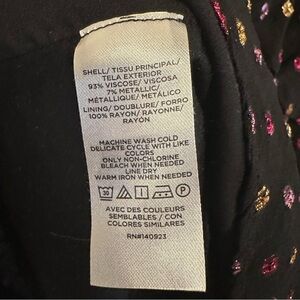 SHELL/ TISSU PRINCIPAL/
TELA EXTERIOR
93% VISCOSE/ VISCOSA
7% METALLIC/
MÉTALLIQUE/ METÁLICO
LINING/ DOUBLURE/ FORRO
100% RAYON/ RAYONNE/
RAYÓN
MACHINE WASH COLD
DELICATE CYCLE WITH LIKE
COLORS
ONLY NON-CHLORINE
BLEACH WHEN NEEDED
LINE DRY
WARM IRON WHEN NEEDED
30 P
AVEC DES COULEURS
SEMBLABLES / CON
COLORES SIMILARES
RN#140923